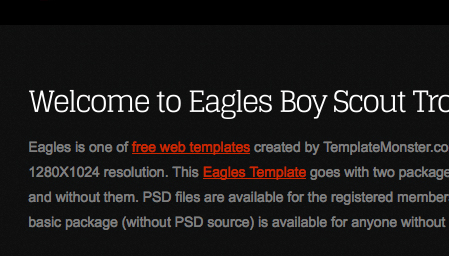 Welcome to Eagles Boy Scout Tro
Eagles is one of free web templates created by TemplateMonster.co
1280X1024 resolution. This Eagles Template goes with two package
and without them. PSD files are available for the registered member
basic package (without PSD source) is available for anyone without